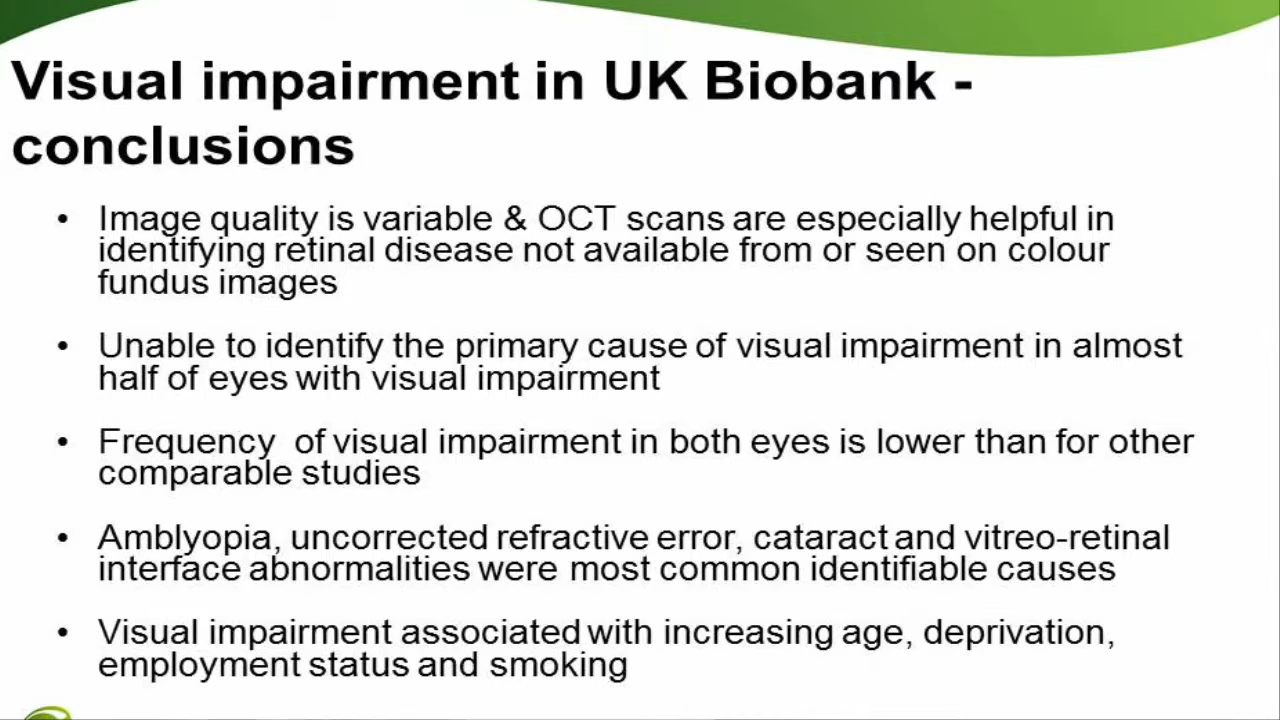 Visual impairment in UK Biobank -
conclusions
• Image quality is variable & OCT scans are especially helpful in
identifying retinal disease not available from or seen on colour
fundus images
• Unable to identify the primary cause of visual impairment in almost
half of eyes with visual impairment
• Frequency of visual impairment in both eyes is lower than for other
comparable studies
• Amblyopia, uncorrected refractive error, cataract and vitreo-retinal
interface abnormalities were most common identifiable causes
• Visual impairment associated with increasing age, deprivation,
employment status and smoking